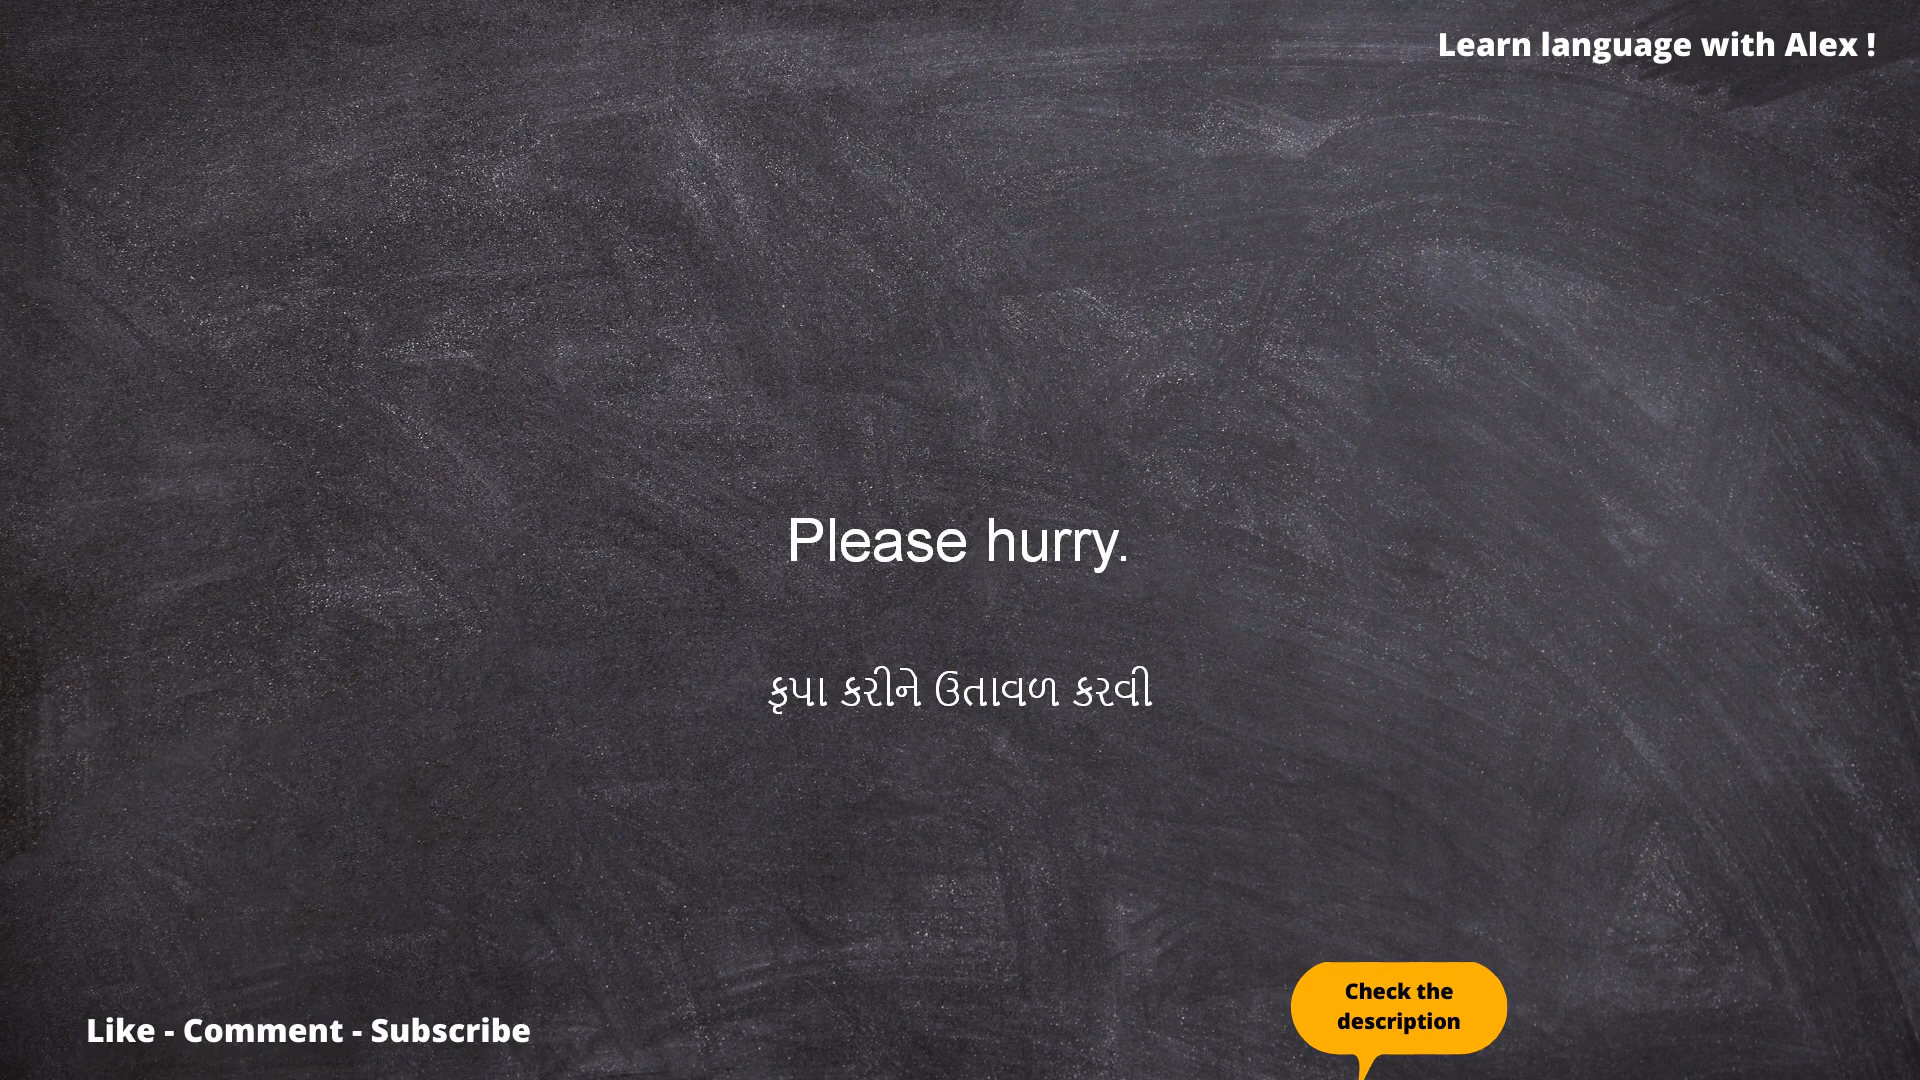 Learn language with Alex !
Please hurry.
કૃપા કરીને ઉતાવળ કરવી
Check the
description
Like - Comment - Subscribe